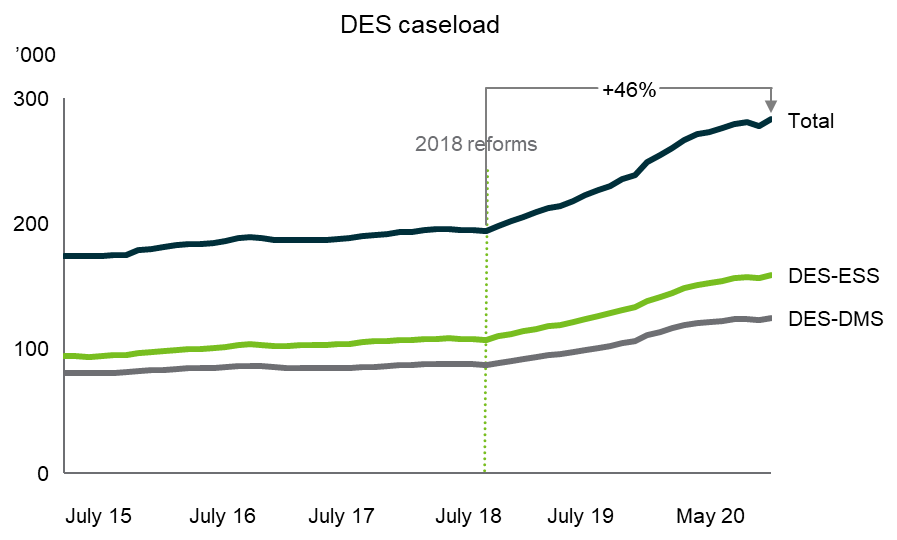 DES caseload
’000
300
+46%
Total
2018 reforms
200
DES-ESS
DES-DMS
100
0
July 15
July 16
July 17
July 18
July 19
May 20